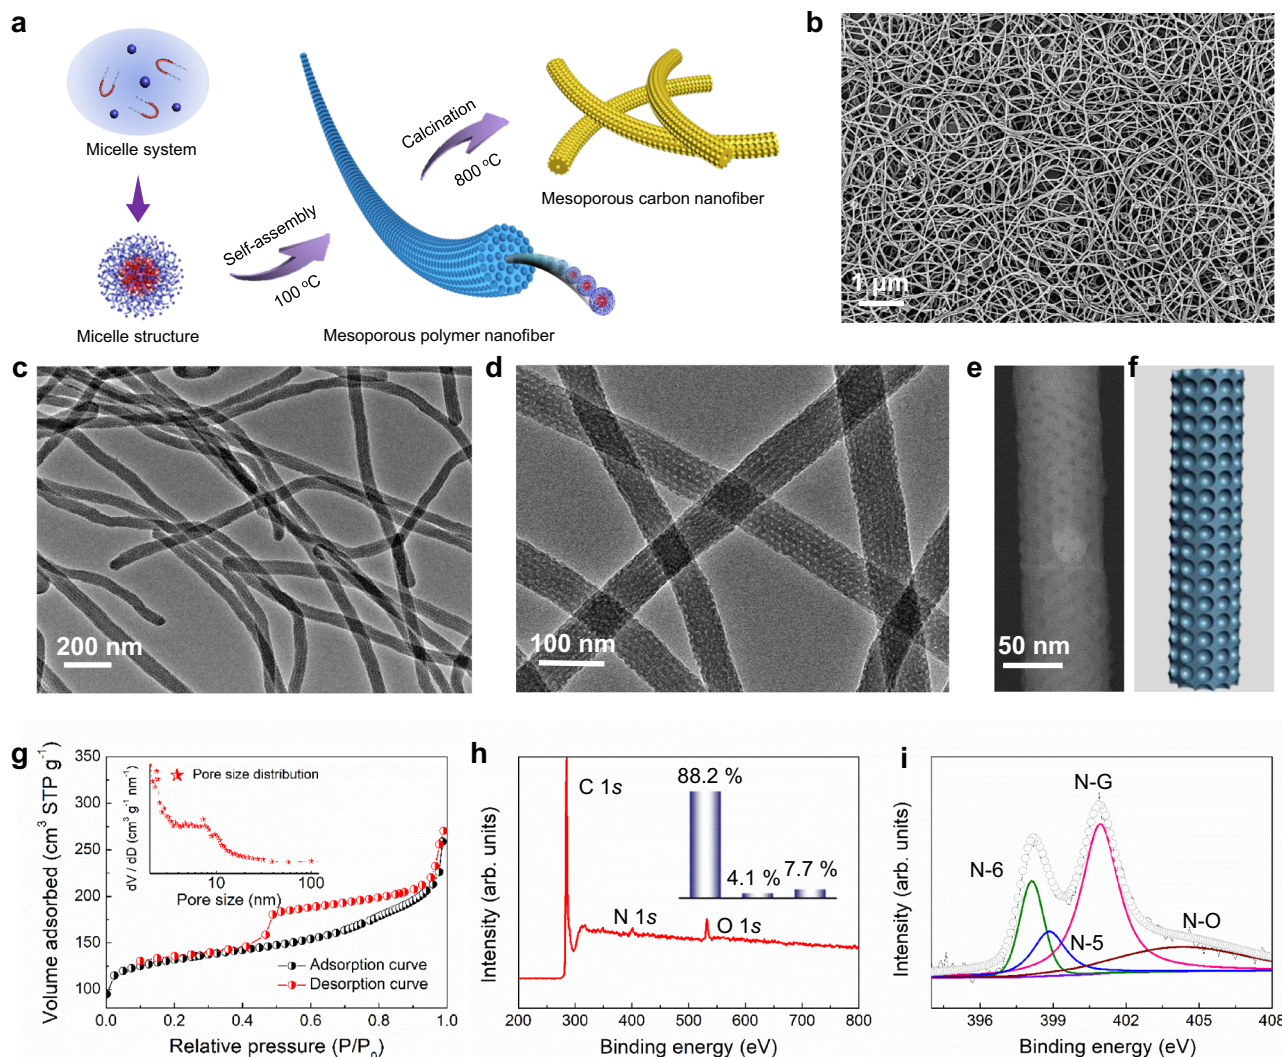 a
Micelle system
Micelle structure
Self-assembly
100 °C
Mesoporous polymer nanofiber
Calcination
800 °C
Mesoporous carbon nanofiber
b
1 μm
c
200 nm
d
100 nm
e
50 nm
f
g
Volume adsorbed (cm³ STP g⁻¹)
350
300
250
200
150
100
0.0 0.2 0.4 0.6 0.8 1.0
Relative pressure (P/P₀)
Adsorption curve
Desorption curve
Pore size distribution
dV / dD (cm³ g⁻¹ nm⁻¹)
10 100
Pore size (nm)
h
Intensity (arb. units)
C 1s
N 1s
O 1s
88.2 %
4.1 %
7.7 %
200 300 400 500 600 700 800
Binding energy (eV)
i
Intensity (arb. units)
N-6
N-5
N-G
N-O
396 399 402 405 408
Binding energy (eV)